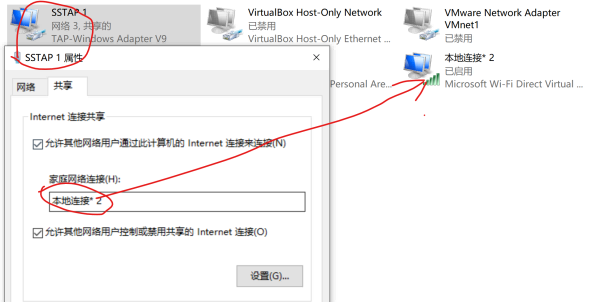 SSTAP 1
网络 3, 共享的
TAP-Windows Adapter V9
VirtualBox Host-Only Network
已禁用
VirtualBox Host-Only Ethernet ...
VMware Network Adapter
VMnet1
已禁用
本地连接* 2
已启用
Microsoft Wi-Fi Direct Virtual ...
Personal Are...
SSTAP 1 属性
网络
共享
Internet 连接共享
允许其他网络用户通过此计算机的 Internet 连接来连接(N)
家庭网络连接(H):
本地连接* 2
允许其他网络用户控制或禁用共享的 Internet 连接(O)
设置(G)...